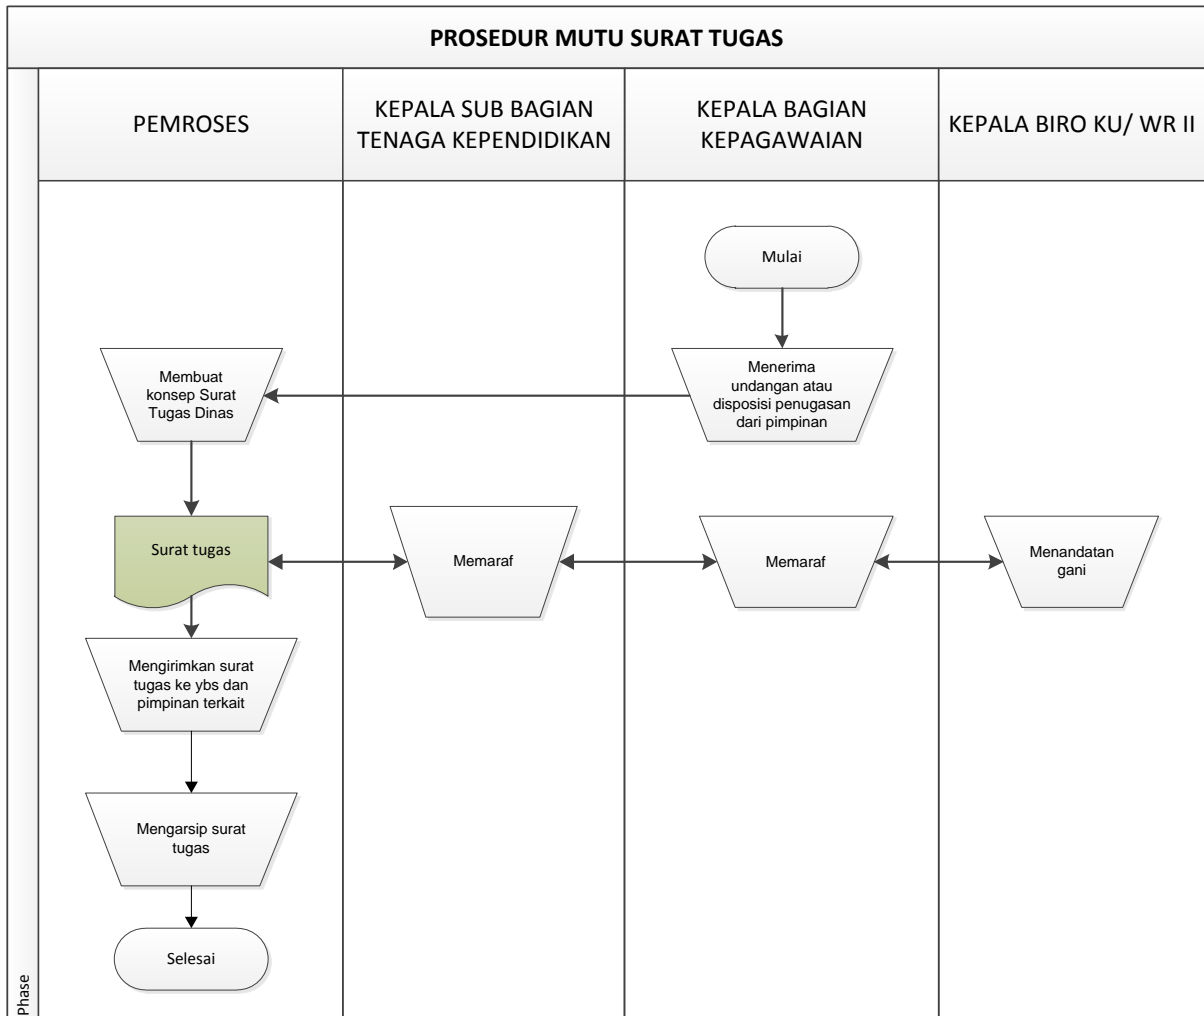 PROSEDUR MUTU SURAT TUGAS
PEMROSES
KEPALA SUB BAGIAN
TENAGA KEPENDIDIKAN
KEPALA BAGIAN
KEPAGAWAIAN
KEPALA BIRO KU/ WR II
Mulai
Membuat
konsep Surat
Tugas Dinas
Menerima
undangan atau
disposisi penugasan
dari pimpinan
Surat tugas
Memaraf
Memaraf
Menandatan
gani
Mengirimkan surat
tugas ke ybs dan
pimpinan terkait
Mengarsip surat
tugas
Selesai
Phase